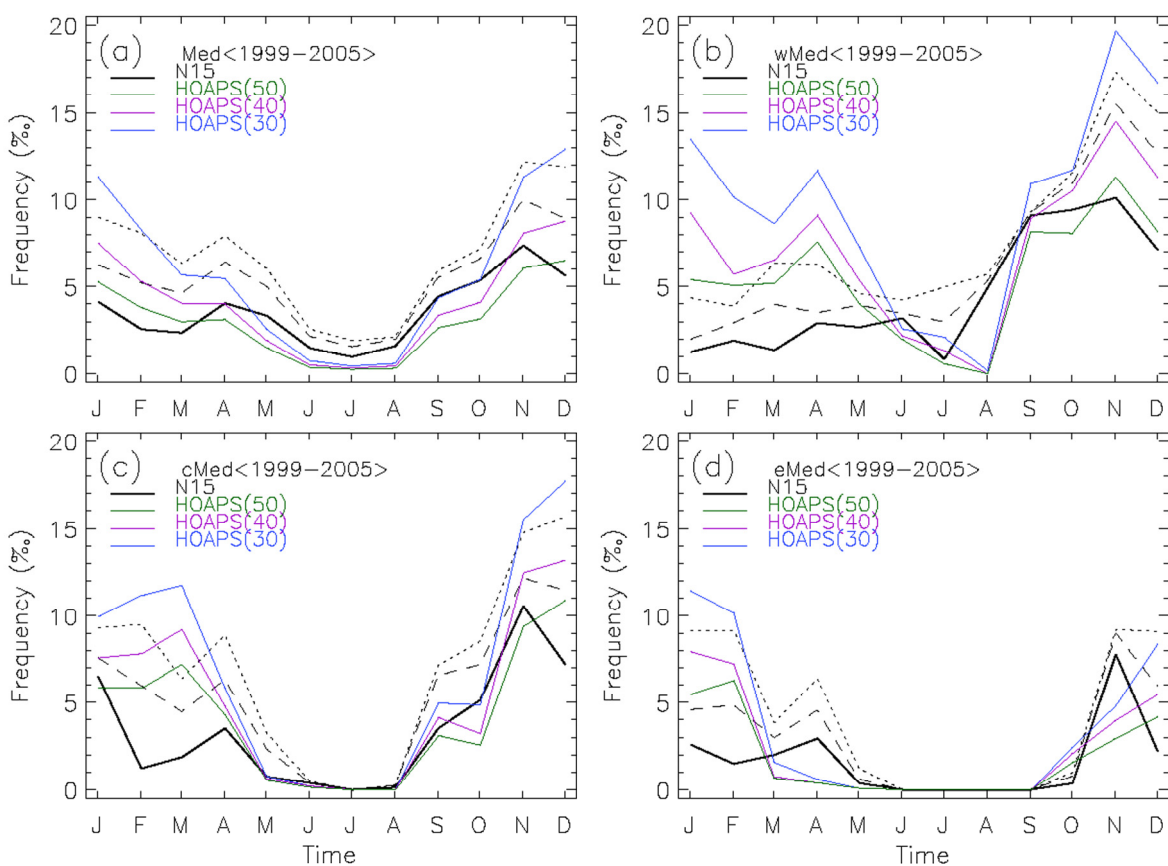 20
15
10
5
0
Frequency (‰)
(a)
Med<1999-2005>
N15
HOAPS(50)
HOAPS(40)
HOAPS(30)
J F M A M J J A S O N D
20
15
10
5
0
Frequency (‰)
(b)
wMed<1999-2005>
N15
HOAPS(50)
HOAPS(40)
HOAPS(30)
J F M A M J J A S O N D
20
15
10
5
0
Frequency (‰)
(c)
cMed<1999-2005>
N15
HOAPS(50)
HOAPS(40)
HOAPS(30)
J F M A M J J A S O N D
Time
20
15
10
5
0
Frequency (‰)
(d)
eMed<1999-2005>
N15
HOAPS(50)
HOAPS(40)
HOAPS(30)
J F M A M J J A S O N D
Time